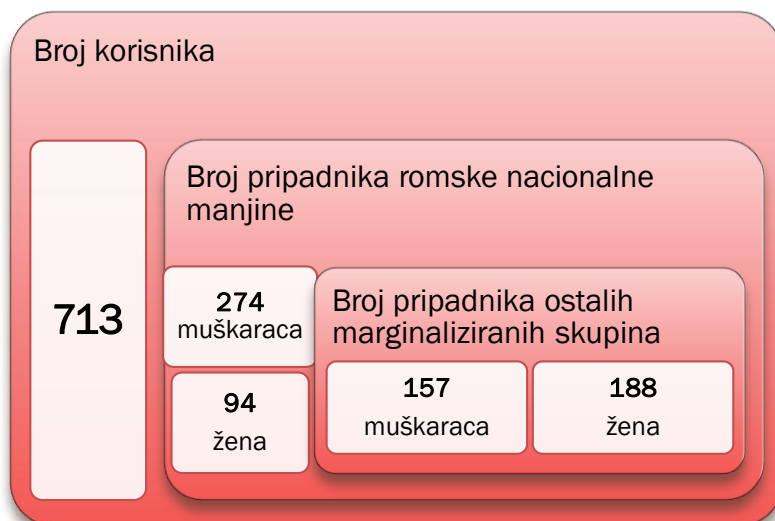 Broj korisnika
713
Broj pripadnika romske nacionalne
manjine
274
muškaraca
94
žena
Broj pripadnika ostalih
marginaliziranih skupina
157
muškaraca
188
žena